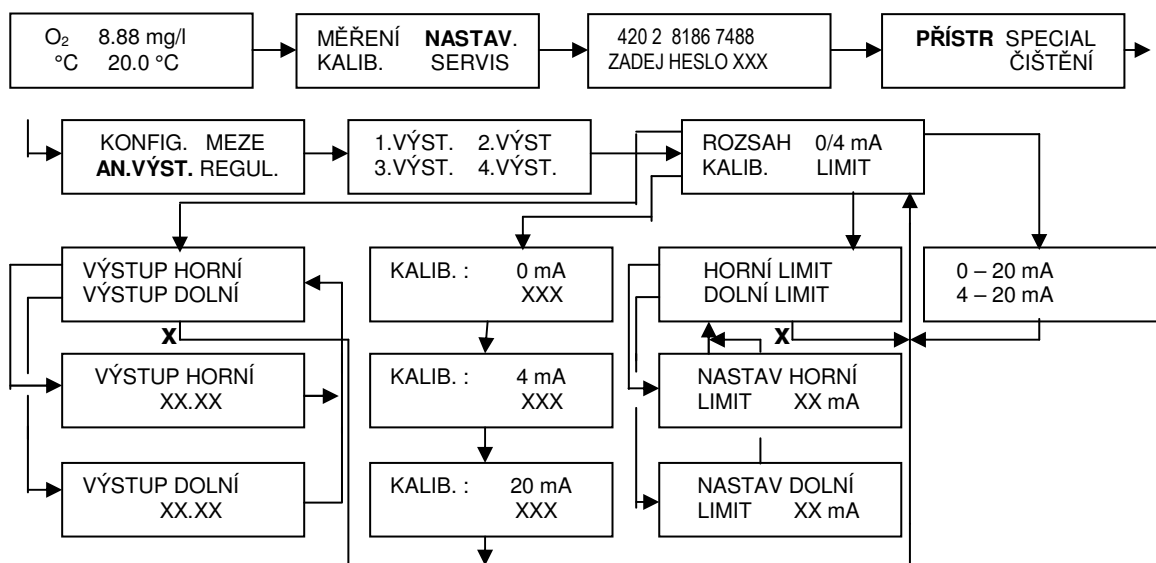 O₂ 8.88 mg/l
°C 20.0 °C
MĚŘENÍ NASTAV.
KALIB. SERVIS
420 2 8186 7488
ZADEJ HESLO XXX
PŘÍSTR SPECIAL
ČIŠTĚNÍ
KONFIG. MEZE
AN.VÝST. REGUL.
1.VÝST. 2.VÝST
3.VÝST. 4.VÝST.
ROZSAH 0/4 mA
KALIB. LIMIT
VÝSTUP HORNÍ
VÝSTUP DOLNÍ
KALIB. : 0 mA
XXX
HORNÍ LIMIT
DOLNÍ LIMIT
0 – 20 mA
4 – 20 mA
X
X
VÝSTUP HORNÍ
XX.XX
KALIB. : 4 mA
XXX
NASTAV HORNÍ
LIMIT XX mA
VÝSTUP DOLNÍ
XX.XX
KALIB. : 20 mA
XXX
NASTAV DOLNÍ
LIMIT XX mA